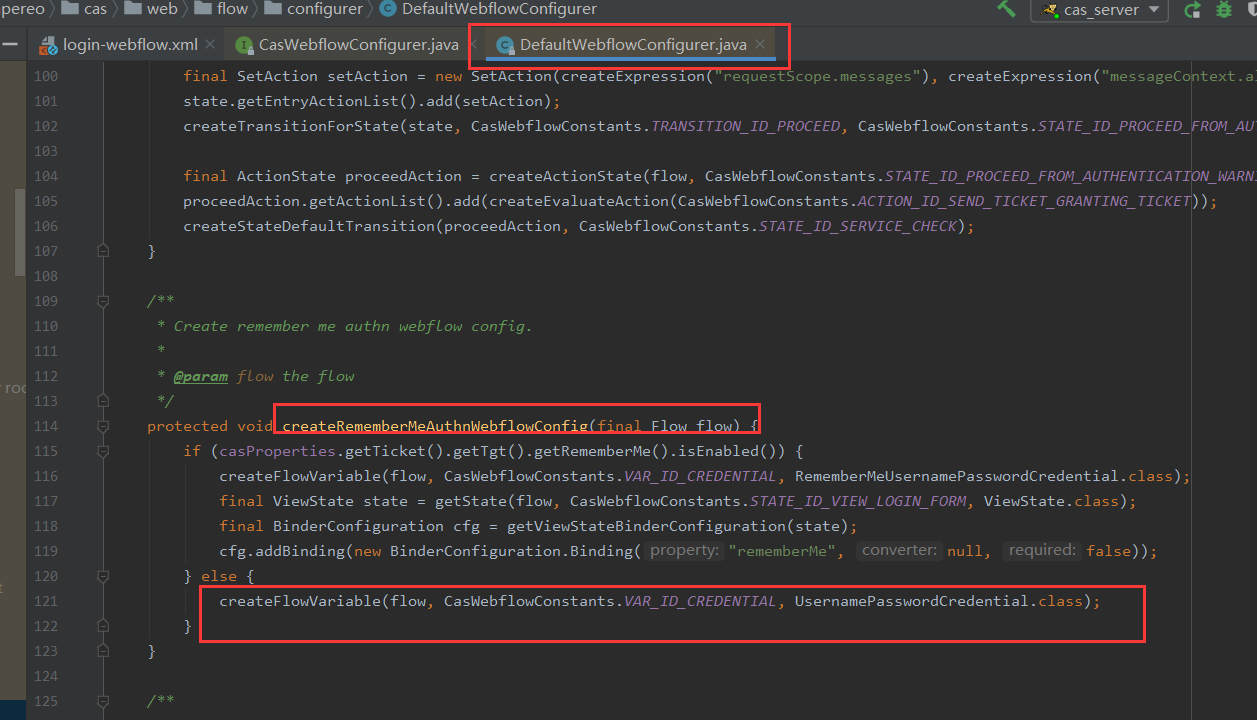 pereo cas web flow configurer DefaultWebflowConfigurer cas_server
login-webflow.xml CasWebflowConfigurer.java DefaultWebflowConfigurer.java
100 final SetAction setAction = new SetAction(createExpression("requestScope.messages"), createExpression("messageContext.al
101 state.getEntryActionList().add(setAction);
102 createTransitionForState(state, CasWebflowConstants.TRANSITION_ID_PROCEED, CasWebflowConstants.STATE_ID_PROCEED_FROM_AUT
103
104 final ActionState proceedAction = createActionState(flow, CasWebflowConstants.STATE_ID_PROCEED_FROM_AUTHENTICATION_WARNI
105 proceedAction.getActionList().add(createEvaluateAction(CasWebflowConstants.ACTION_ID_SEND_TICKET_GRANTING_TICKET));
106 createStateDefaultTransition(proceedAction, CasWebflowConstants.STATE_ID_SERVICE_CHECK);
107 }
108
109 /**
110 * Create remember me authn webflow config.
111 *
112 * @param flow the flow
113 */
114 protected void createRememberMeAuthnWebflowConfig(final Flow flow) {
115 if (casProperties.getTicket().getTgt().getRememberMe().isEnabled()) {
116 createFlowVariable(flow, CasWebflowConstants.VAR_ID_CREDENTIAL, RememberMeUsernamePasswordCredential.class);
117 final ViewState state = getState(flow, CasWebflowConstants.STATE_ID_VIEW_LOGIN_FORM, ViewState.class);
118 final BinderConfiguration cfg = getViewStateBinderConfiguration(state);
119 cfg.addBinding(new BinderConfiguration.Binding( property: "rememberMe", converter: null, required: false));
120 } else {
121 createFlowVariable(flow, CasWebflowConstants.VAR_ID_CREDENTIAL, UsernamePasswordCredential.class);
122 }
123 }
124
125 /**